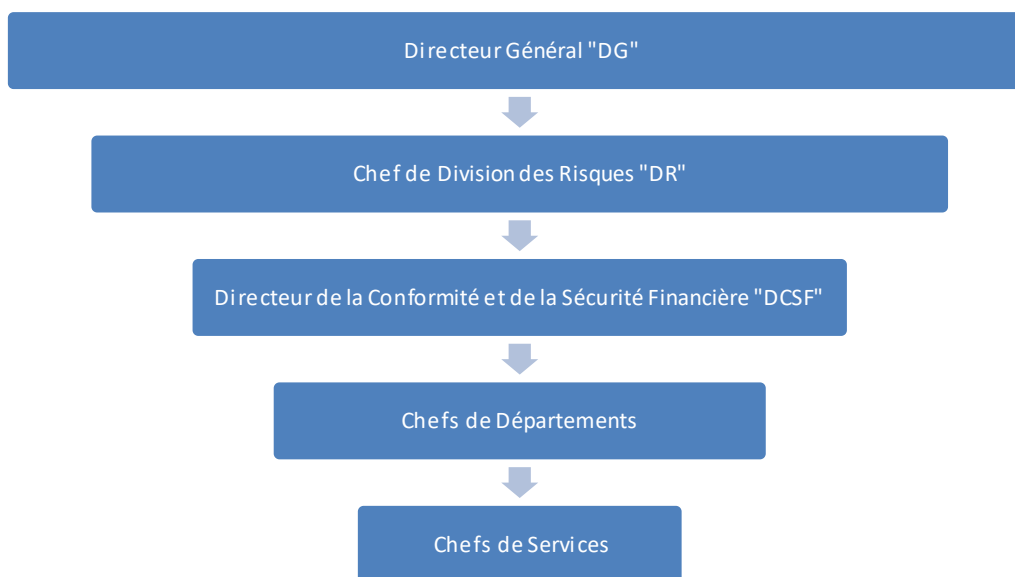 Directeur Général "DG"
Chef de Division des Risques "DR"
Directeur de la Conformité et de la Sécurité Financière "DCSF"
Chefs de Départements
Chefs de Services